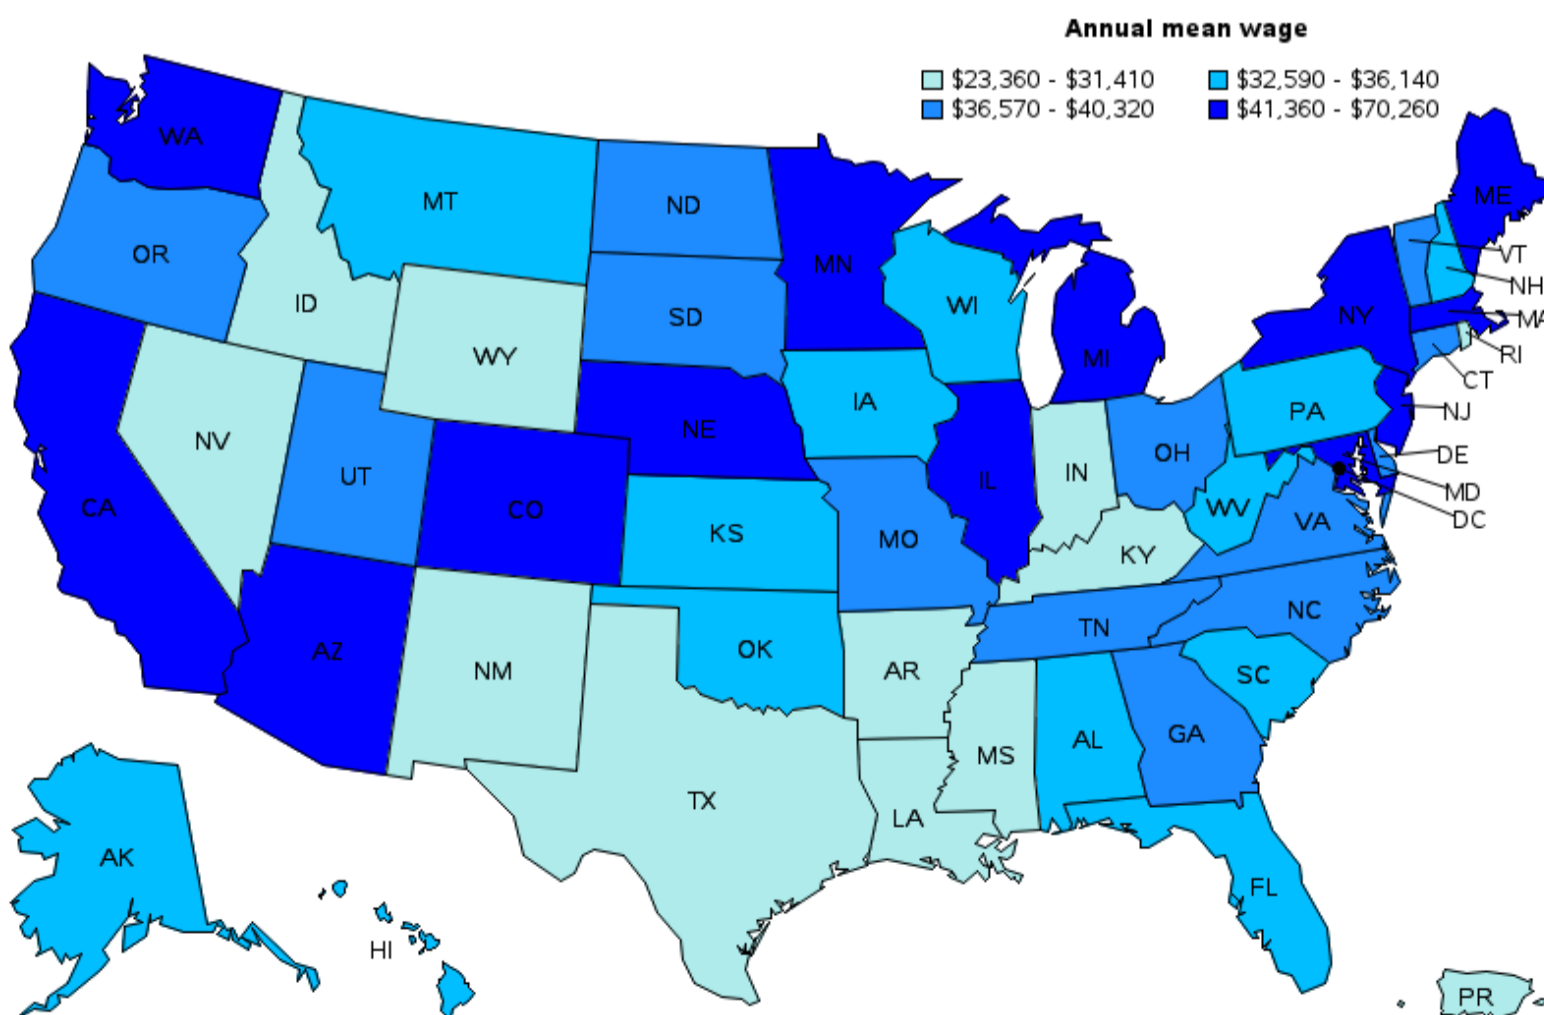 Annual mean wage
$23,360 - $31,410 $32,590 - $36,140
$36,570 - $40,320 $41,360 - $70,260
WA
MT
ND
MN
ME
OR
ID
WY
SD
WI
MI
NY
VT
NH
MA
RI
CT
NJ
DE
MD
DC
NV
UT
CO
NE
IA
IL
IN
OH
PA
CA
KS
MO
KY
WV
VA
AZ
NM
OK
AR
TN
NC
SC
TX
LA
MS
AL
GA
FL
AK
HI
PR